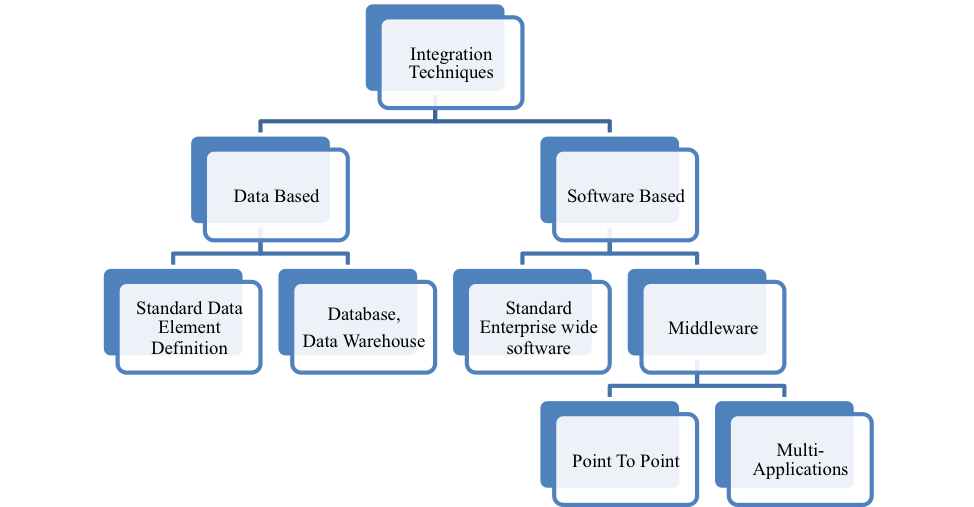 Integration
Techniques
Data Based
Software Based
Standard Data
Element
Definition
Database,
Data Warehouse
Standard
Enterprise wide
software
Middleware
Point To Point
Multi-
Applications